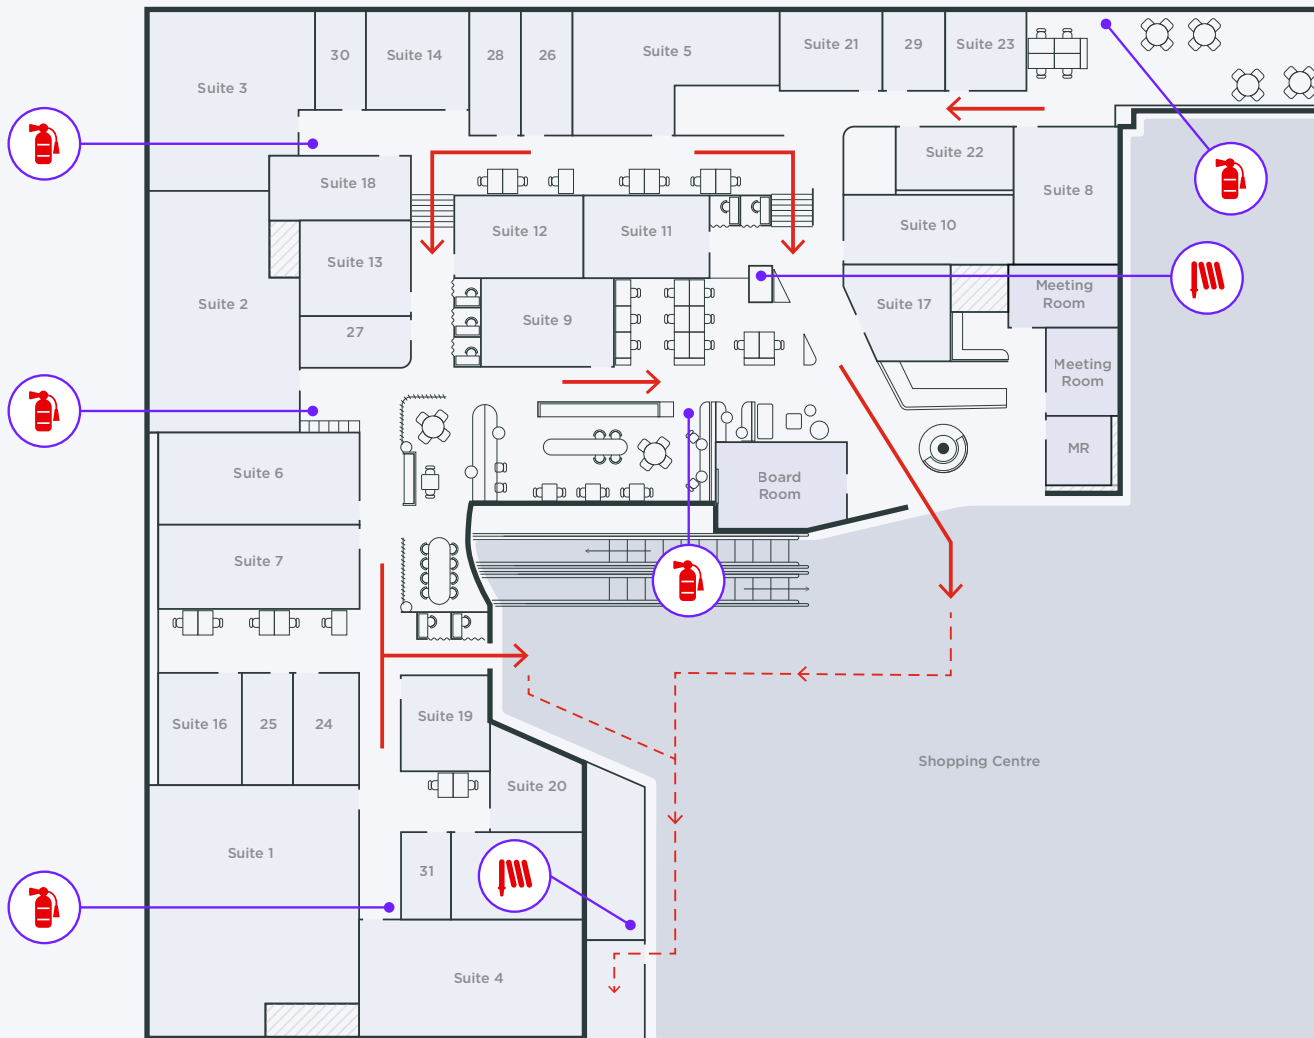 Suite 3
30
Suite 14
28
26
Suite 5
Suite 21
29
Suite 23
Suite 18
Suite 22
Suite 8
Suite 12
Suite 11
Suite 10
Suite 13
Suite 2
27
Suite 9
Suite 17
Meeting
Room
Meeting
Room
MR
Suite 6
Board
Room
Suite 7
Suite 16
25
24
Suite 19
Suite 20
Shopping Centre
Suite 1
31
Suite 4